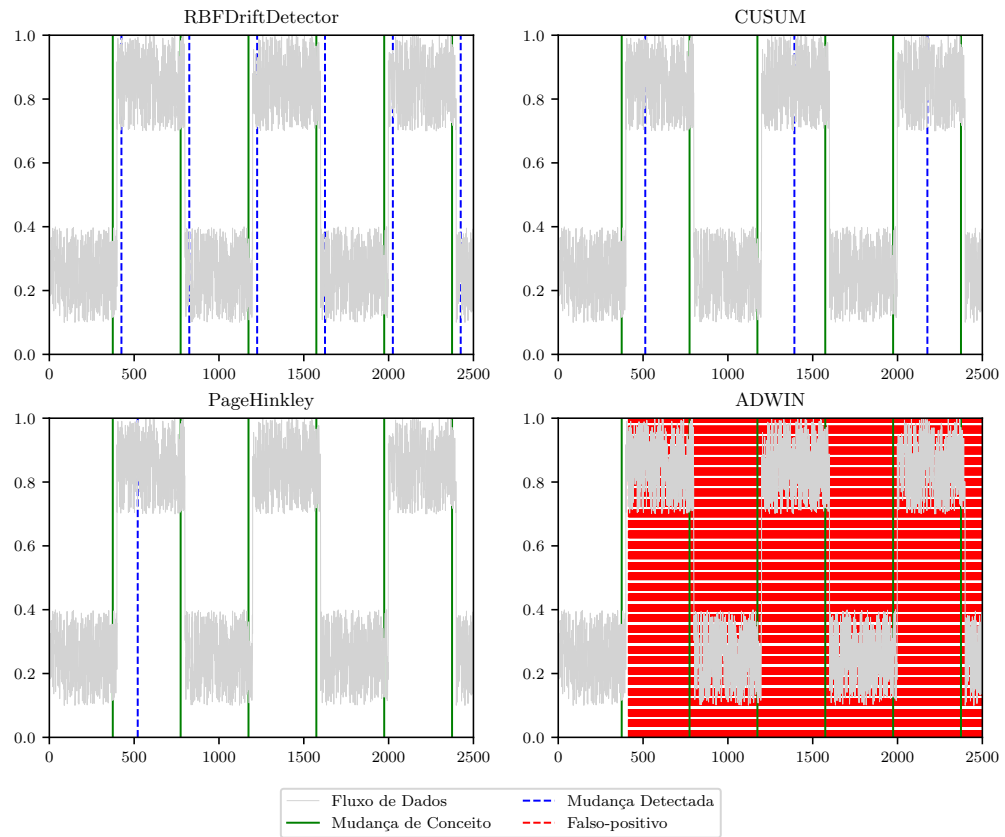 RBFDriftDetector
1.0
0.8
0.6
0.4
0.2
0.0
0 500 1000 1500 2000 2500
CUSUM
1.0
0.8
0.6
0.4
0.2
0.0
0 500 1000 1500 2000 2500
PageHinkley
1.0
0.8
0.6
0.4
0.2
0.0
0 500 1000 1500 2000 2500
ADWIN
1.0
0.8
0.6
0.4
0.2
0.0
0 500 1000 1500 2000 2500
Fluxo de Dados
Mudança de Conceito
Mudança Detectada
Falso-positivo